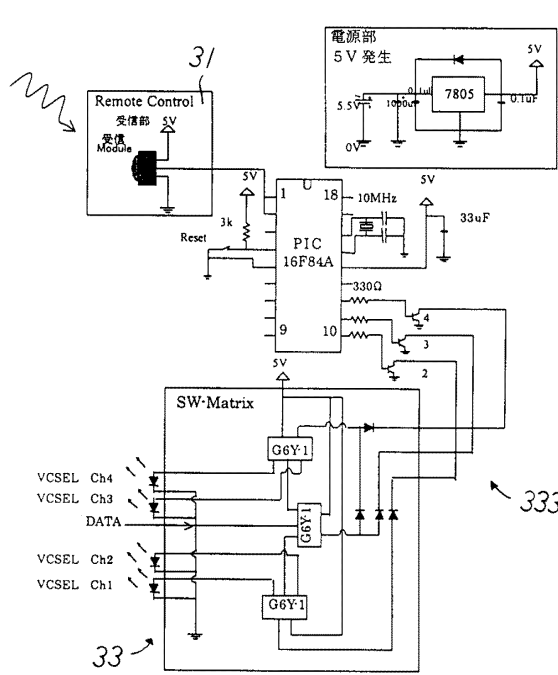 電源部
5V 発生
5V
0.1uF
7805
5.5V
1000u
0.1uF
0V
31
Remote Control
受信部
5V
受信
Module
5V
3k
Reset
1
18
10MHz
PIC
16F84A
9
10
5V
33uF
330Ω
4
3
2
5V
SW·Matrix
G6Y·1
G6Y·1
G6Y·1
VCSEL Ch4
VCSEL Ch3
DATA
VCSEL Ch2
VCSEL Ch1
33
333